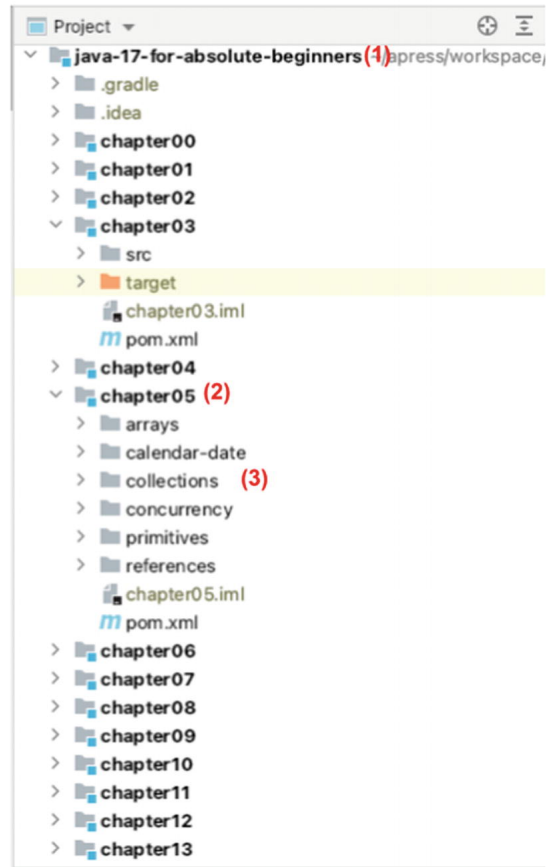 Project
java-17-for-absolute-beginners (1) apress/workspace/
.gradle
.idea
chapter00
chapter01
chapter02
chapter03
src
target
chapter03.iml
m pom.xml
chapter04
chapter05 (2)
arrays
calendar-date
collections (3)
concurrency
primitives
references
chapter05.iml
m pom.xml
chapter06
chapter07
chapter08
chapter09
chapter10
chapter11
chapter12
chapter13